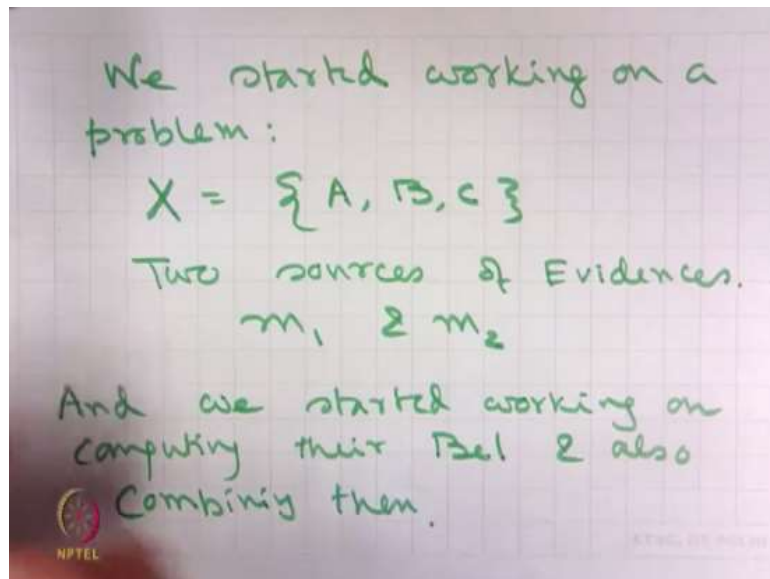 We started working on a
problem:
X = { A, B, C }
Two sources of Evidences.
m₁ & m₂
And we started working on
computing their Bel & also
Combining them.
NPTEL